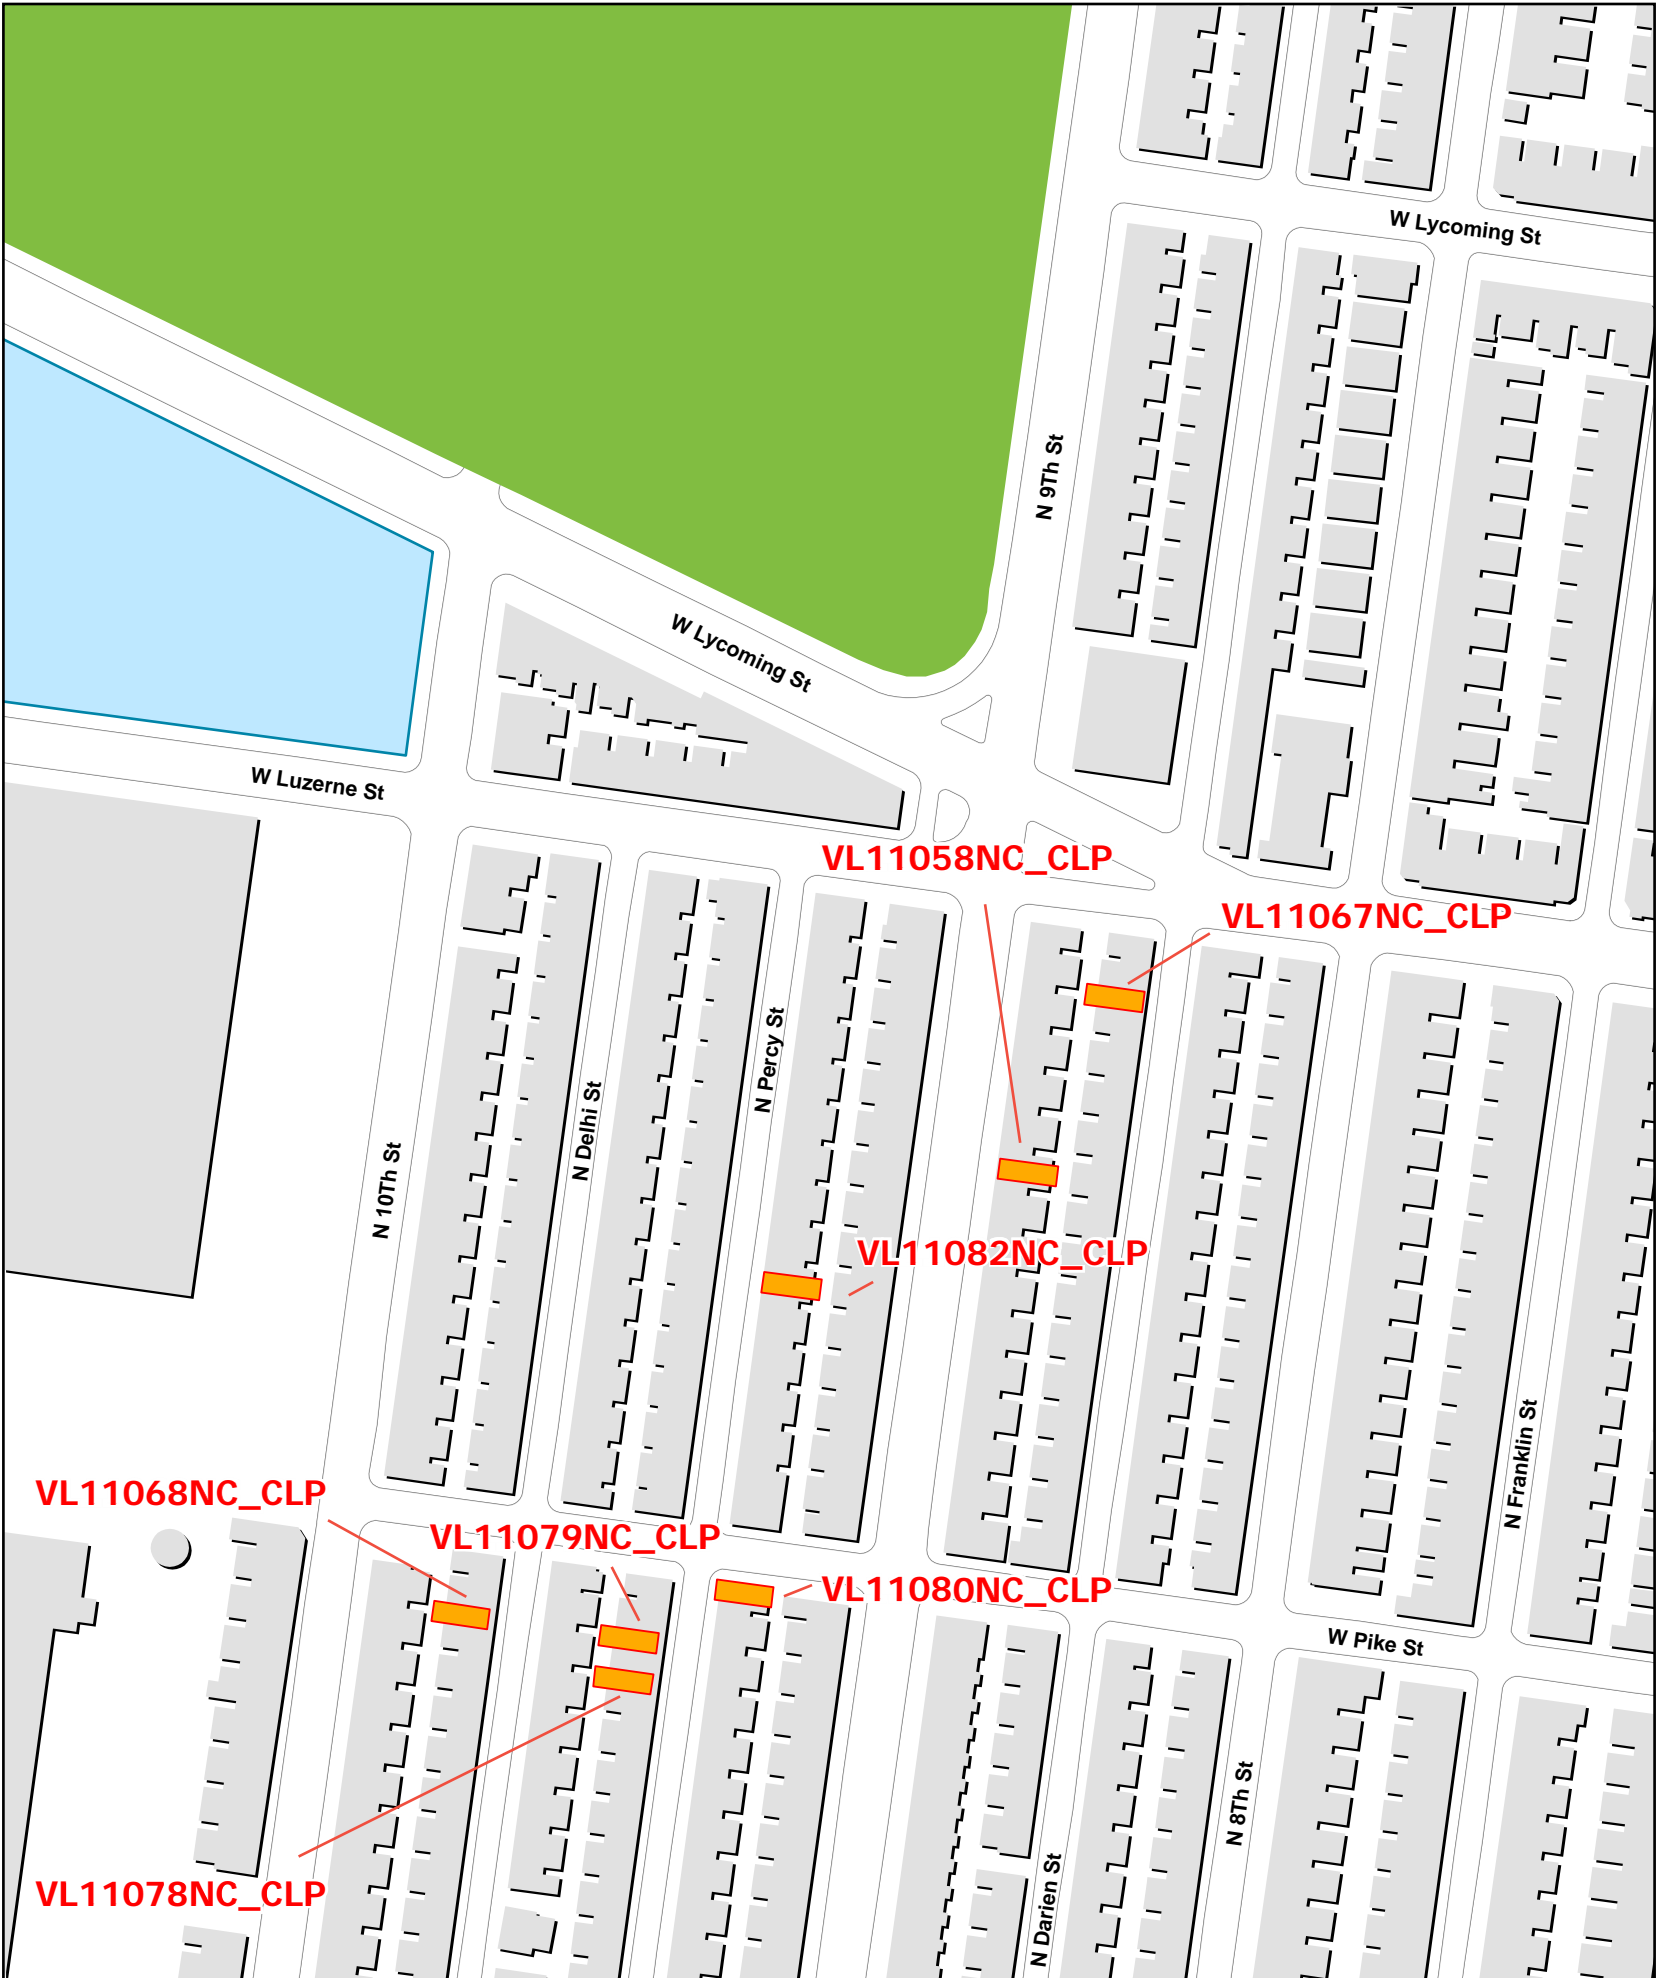 W Lycoming St
N 9Th St
W Lycoming St
W Luzerne St
VL11058NC_CLP
VL11067NC_CLP
N Percy St
N Delhi St
N 10Th St
VL11082NC_CLP
N Franklin St
VL11068NC_CLP
VL11079NC_CLP
VL11080NC_CLP
W Pike St
N 8Th St
VL11078NC_CLP
N Darien St